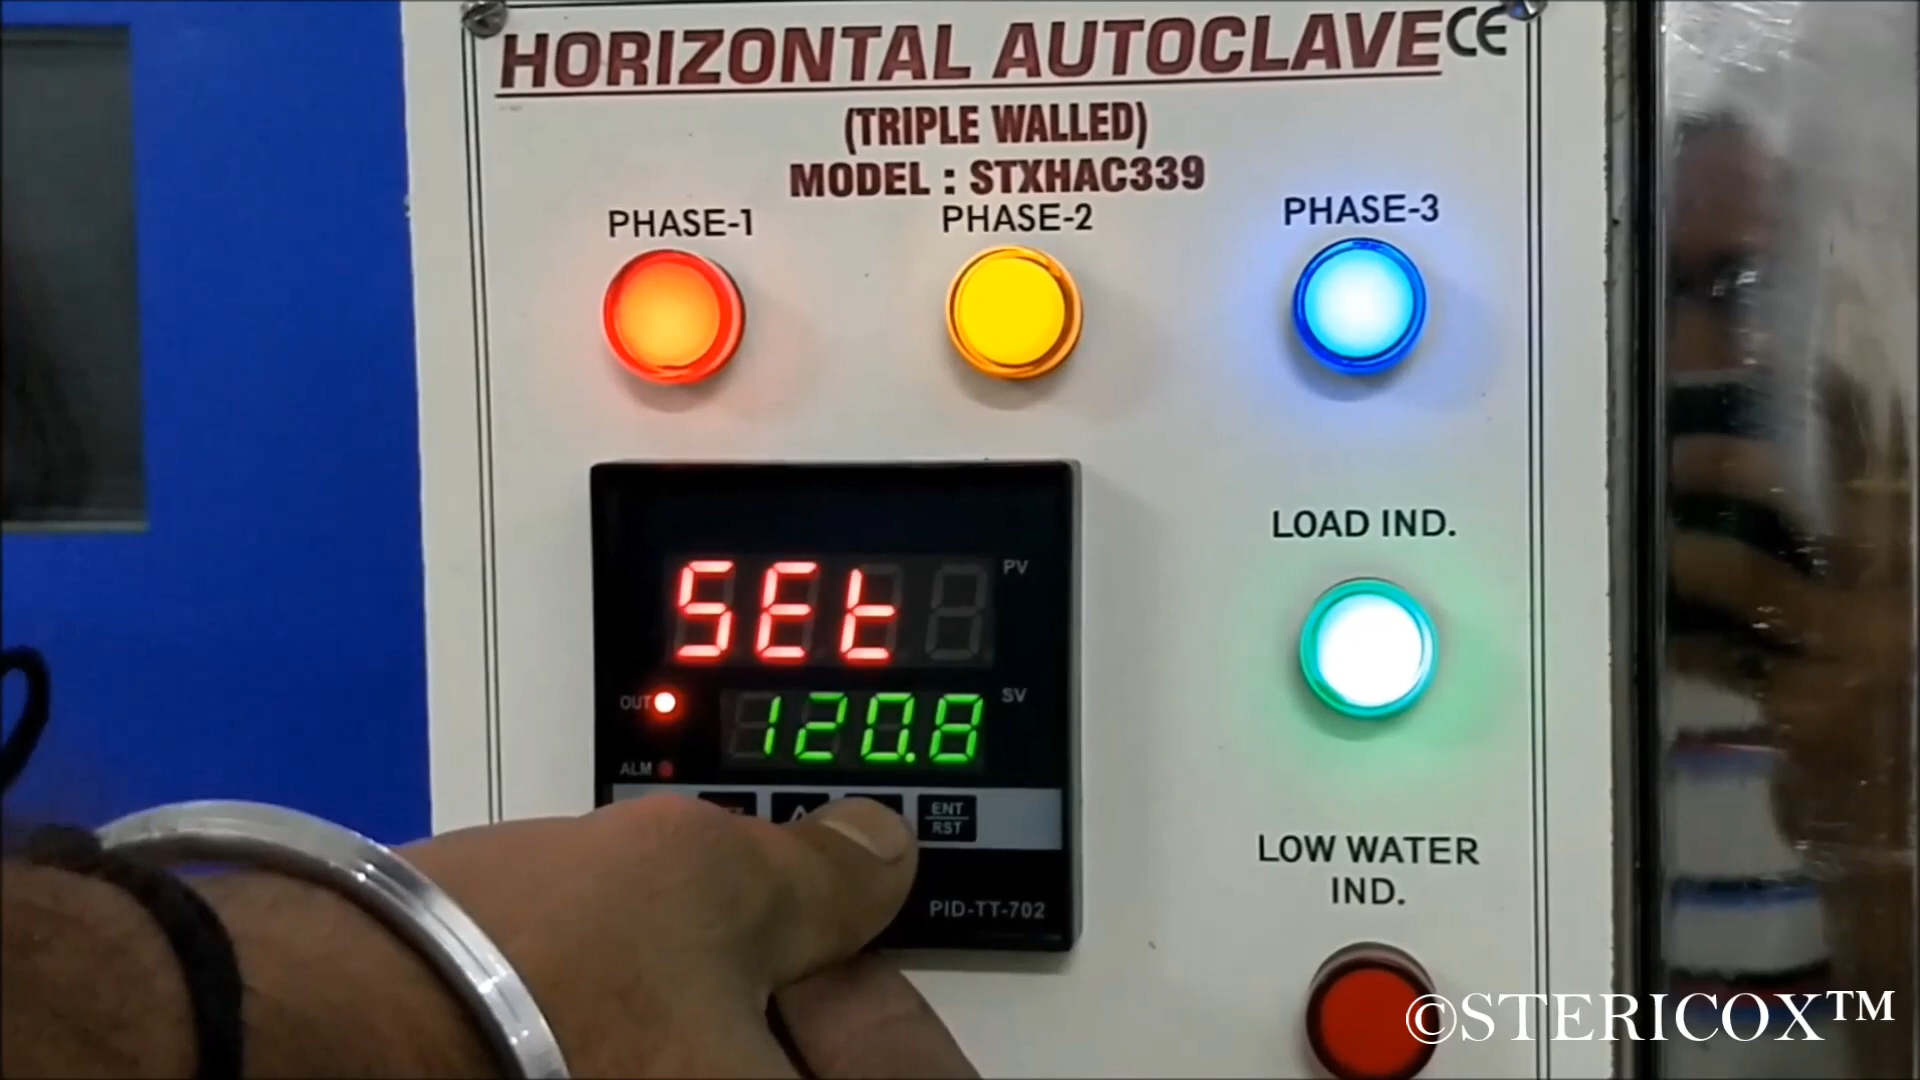 HORIZONTAL AUTOCLAVE CE
(TRIPLE WALLED)
MODEL : STXHAC339
PHASE-1
PHASE-2
PHASE-3
LOAD IND.
SEt
PV
OUT
120.8
SV
ALM
ENT
RST
LOW WATER
IND.
PID-TT-702
©STERICOX™